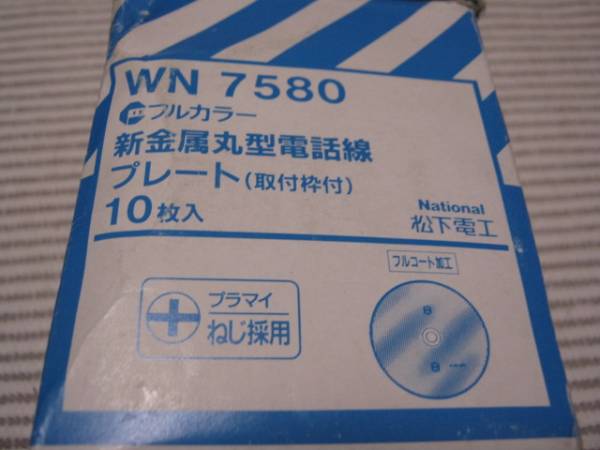 WN 7580
フルカラー
新金属丸型電話線
プレート(取付枠付)
10枚入
National
松下電工
フルコート加工
プラマイ
ねじ採用